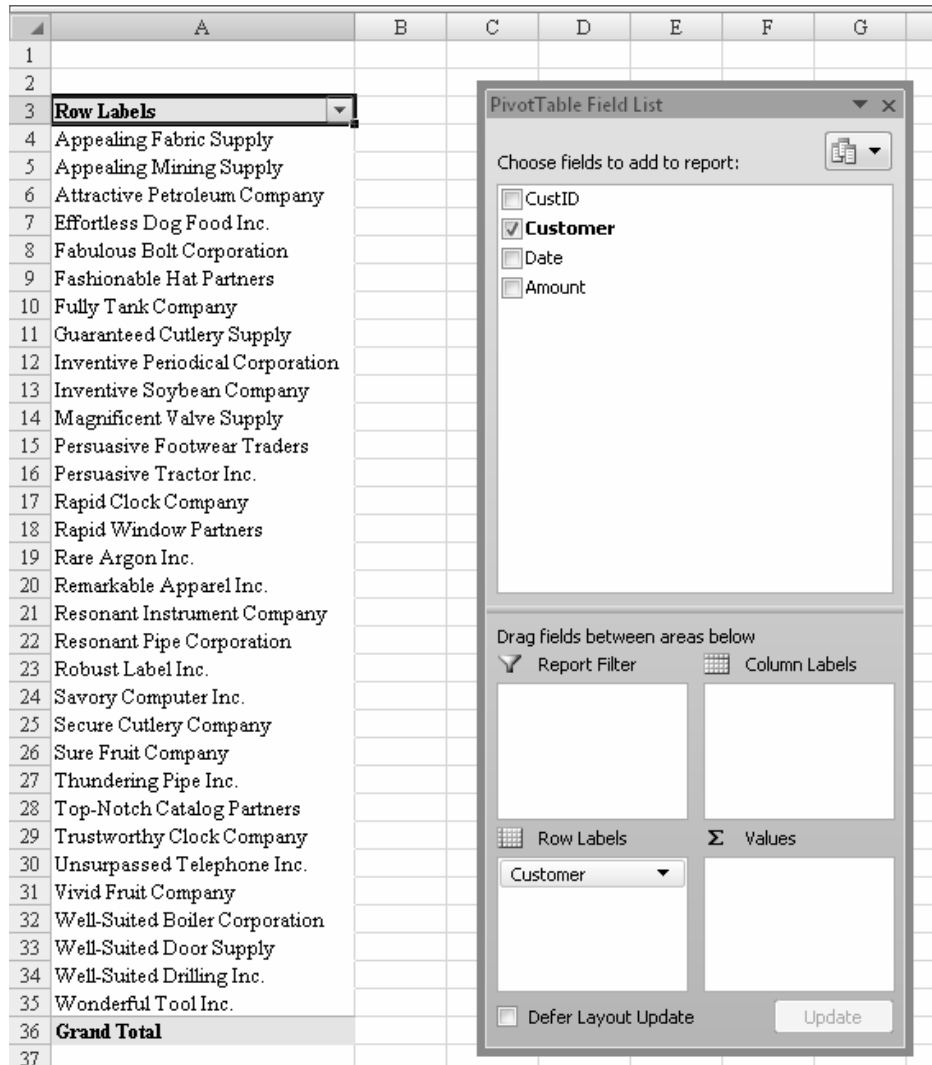 A B C D E F G
1
2
3 Row Labels
4 Appealing Fabric Supply
5 Appealing Mining Supply
6 Attractive Petroleum Company
7 Effortless Dog Food Inc.
8 Fabulous Bolt Corporation
9 Fashionable Hat Partners
10 Fully Tank Company
11 Guaranteed Cutlery Supply
12 Inventive Periodical Corporation
13 Inventive Soybean Company
14 Magnificent Valve Supply
15 Persuasive Footwear Traders
16 Persuasive Tractor Inc.
17 Rapid Clock Company
18 Rapid Window Partners
19 Rare Argon Inc.
20 Remarkable Apparel Inc.
21 Resonant Instrument Company
22 Resonant Pipe Corporation
23 Robust Label Inc.
24 Savory Computer Inc.
25 Secure Cutlery Company
26 Sure Fruit Company
27 Thundering Pipe Inc.
28 Top-Notch Catalog Partners
29 Trustworthy Clock Company
30 Unsurpassed Telephone Inc.
31 Vivid Fruit Company
32 Well-Suited Boiler Corporation
33 Well-Suited Door Supply
34 Well-Suited Drilling Inc.
35 Wonderful Tool Inc.
36 Grand Total
37
PivotTable Field List
Choose fields to add to report:
CustID
Customer
Date
Amount
Drag fields between areas below
Report Filter
Column Labels
Row Labels
Σ Values
Customer
Defer Layout Update
Update